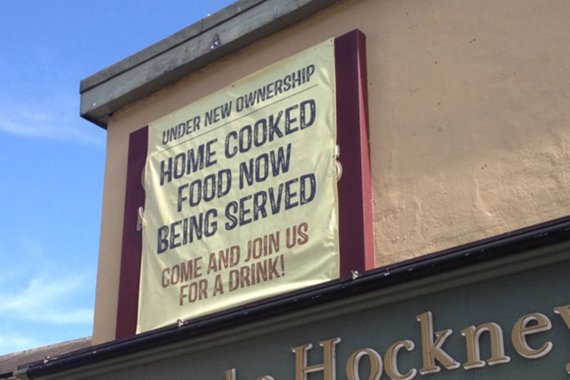 UNDER NEW OWNERSHIP
HOME COOKED
FOOD NOW
BEING SERVED
COME AND JOIN US
FOR A DRINK!
Hockney